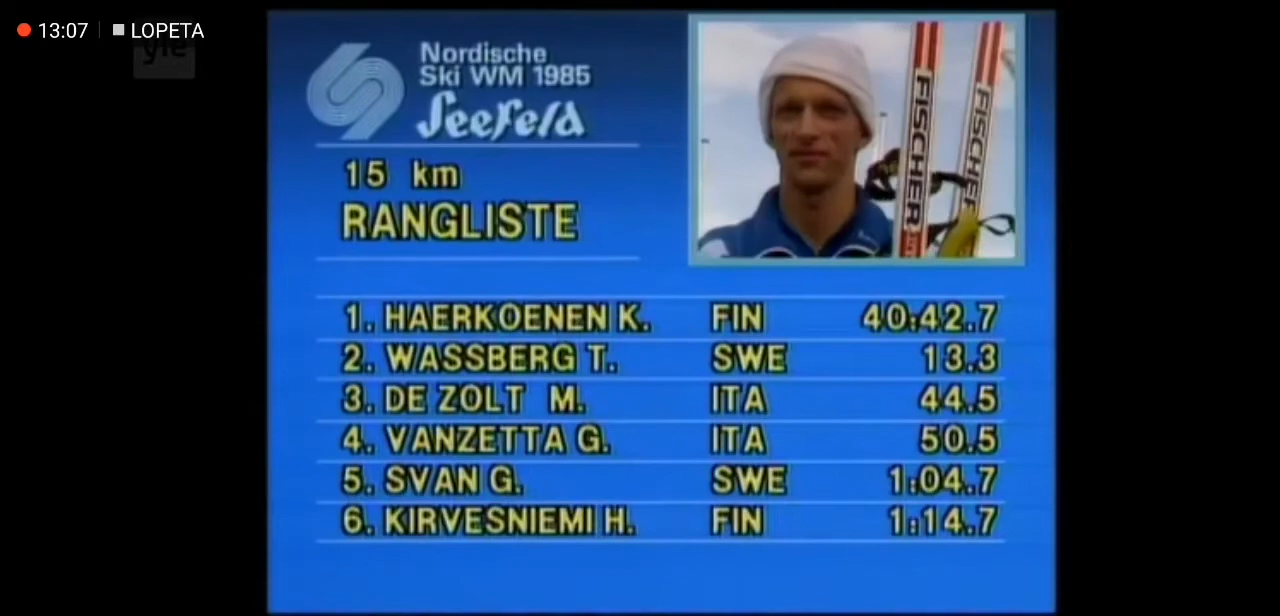 13:07 LOPETA
yle
Nordische
Ski WM 1985
Seefeld
15 km
RANGLISTE
FISCHER
FISCHER
1. HAERKOENEN K. FIN 40:42.7
2. WASSBERG T. SWE 13.3
3. DE ZOLT M. ITA 44.5
4. VANZETTA G. ITA 50.5
5. SVAN G. SWE 1:04.7
6. KIRVESNIEMI H. FIN 1:14.7